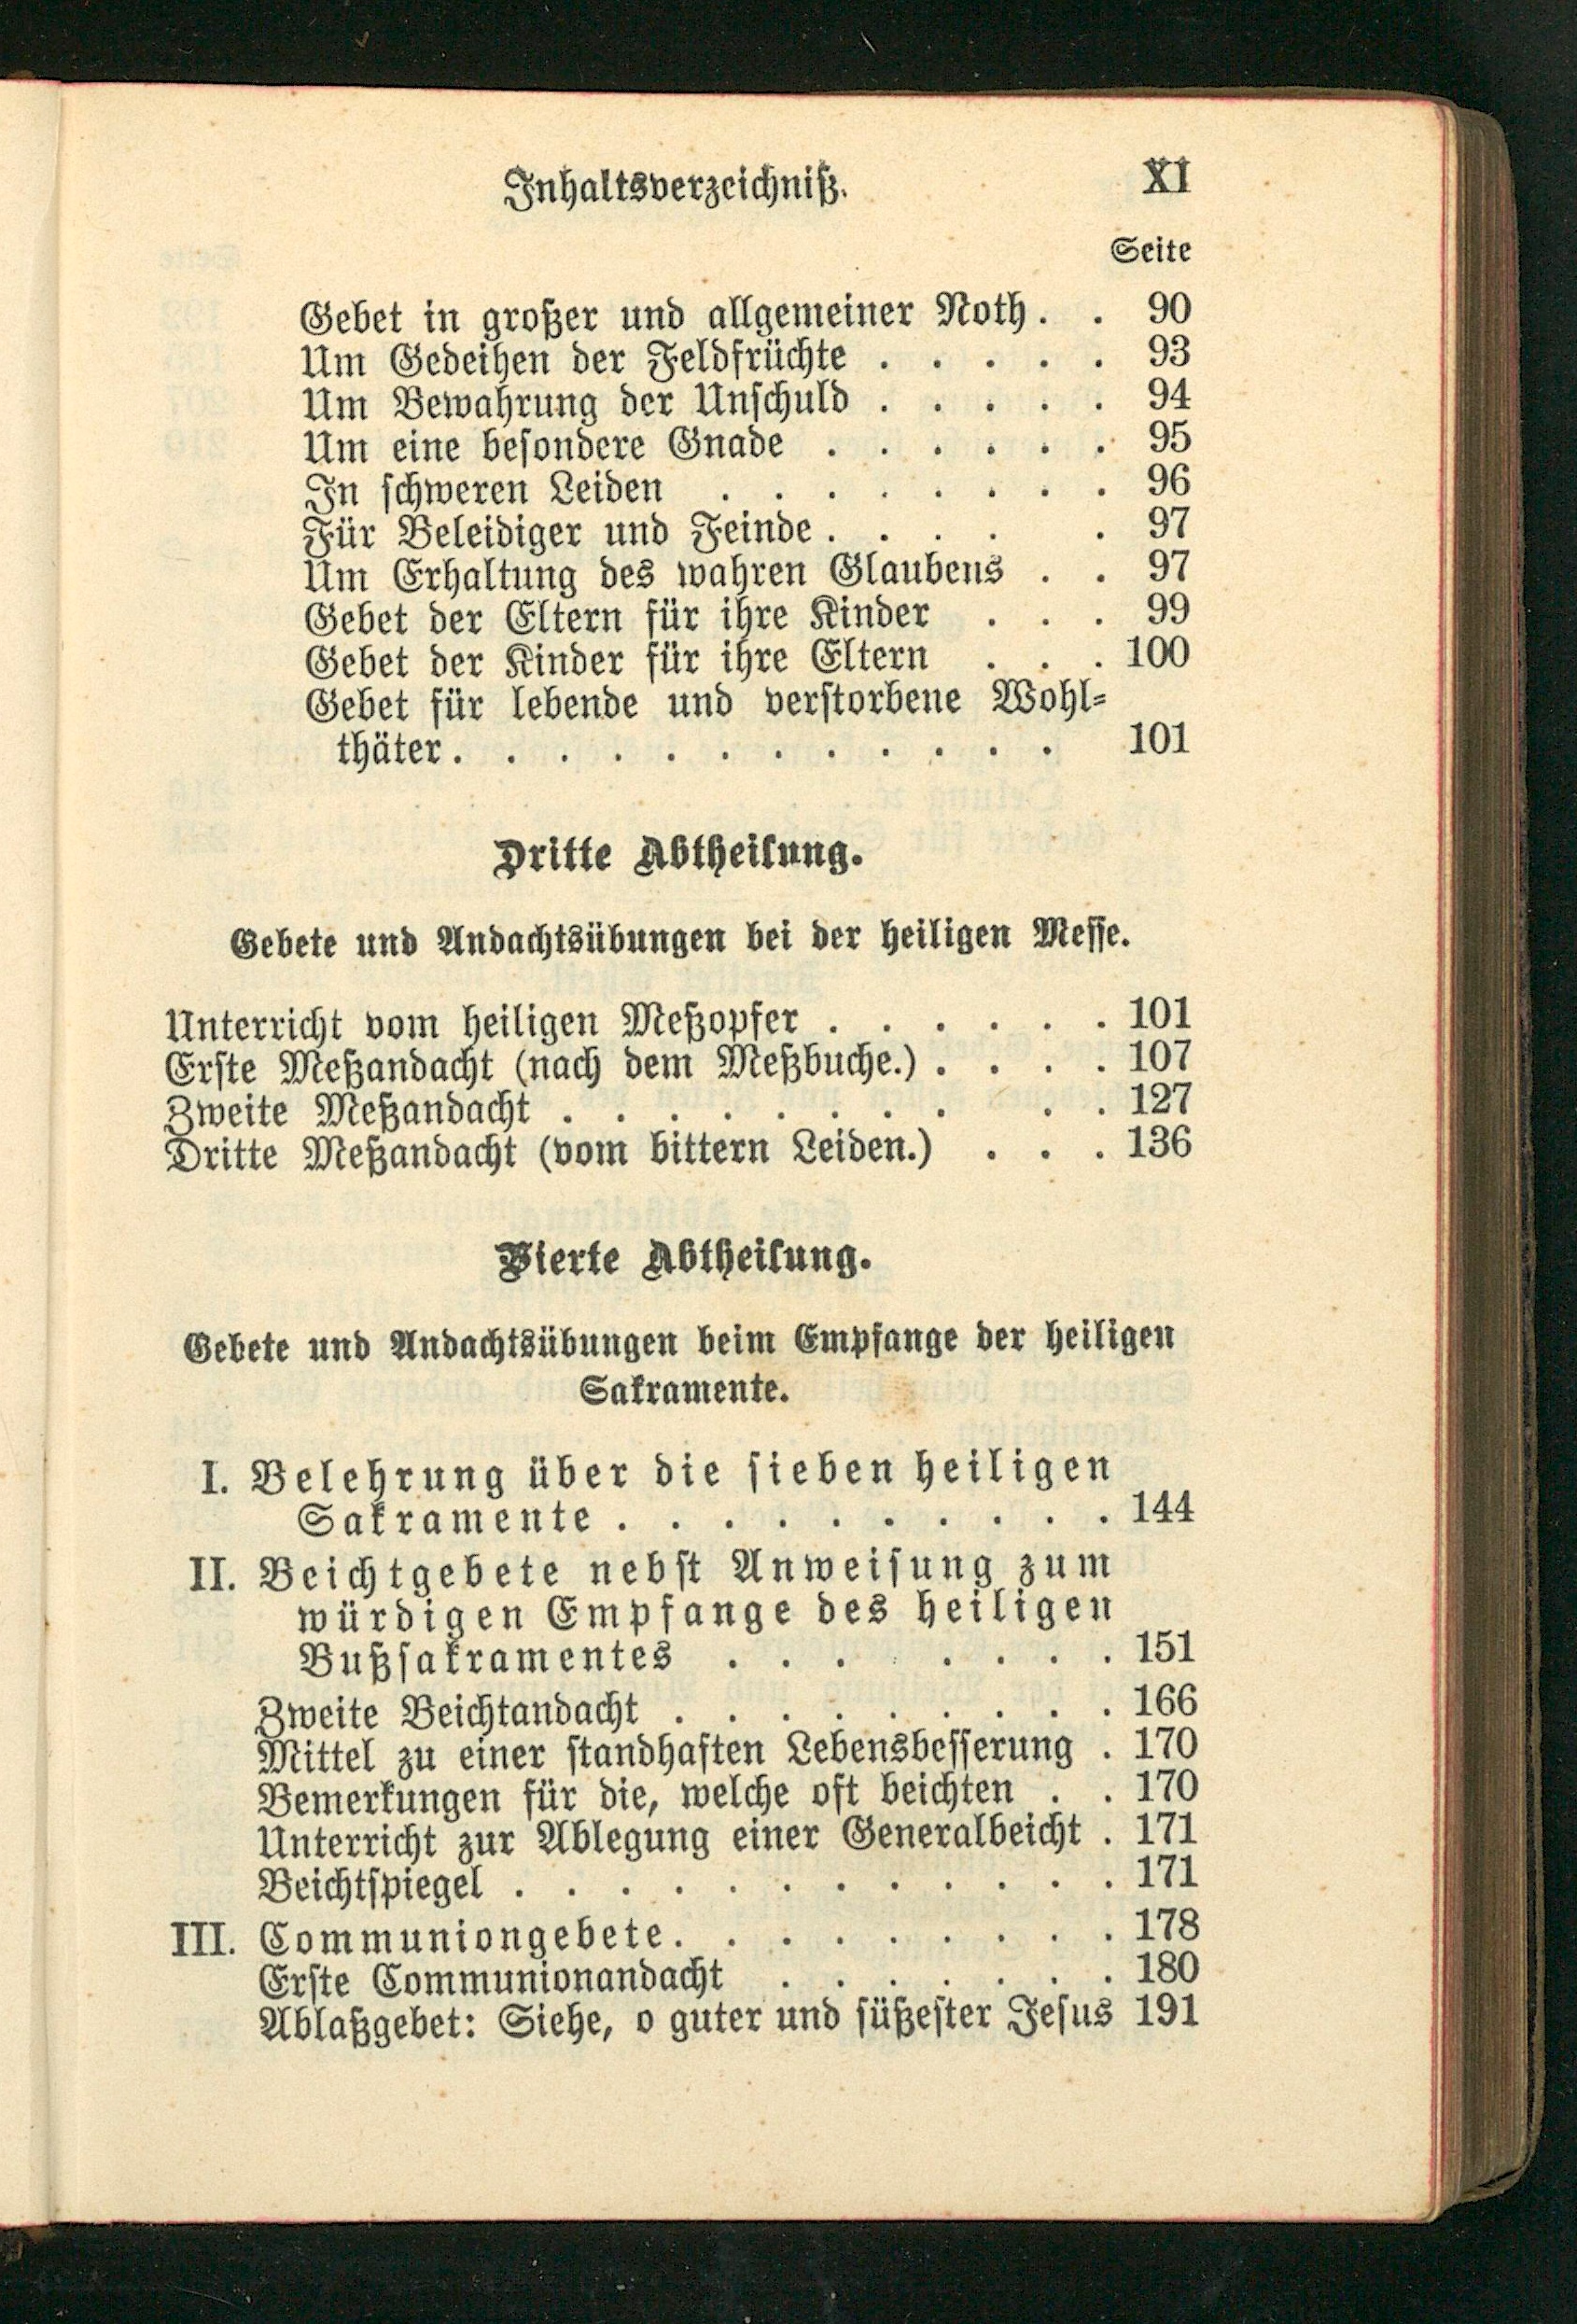 Inhaltsverzeichniß. XI
Seite
Gebet in großer und allgemeiner Noth . . 90
Um Gedeihen der Feldfrüchte . . . . . 93
Um Bewahrung der Unschuld . . . . . 94
Um eine besondere Gnade . . . . . . 95
In schweren Leiden . . . . . . . . 96
Für Beleidiger und Feinde . . . . . 97
Um Erhaltung des wahren Glaubens . . 97
Gebet der Eltern für ihre Kinder . . . 99
Gebet der Kinder für ihre Eltern . . . 100
Gebet für lebende und verstorbene Wohl-
thäter . . . . . . . . . . . . 101
Dritte Abtheilung.
Gebete und Andachtsübungen bei der heiligen Messe.
Unterricht vom heiligen Meßopfer . . . . . . 101
Erste Meßandacht (nach dem Meßbuche.) . . . . 107
Zweite Meßandacht . . . . . . . . . . 127
Dritte Meßandacht (vom bittern Leiden.) . . . 136
Vierte Abtheilung.
Gebete und Andachtsübungen beim Empfange der heiligen
Sakramente.
I. Belehrung über die sieben heiligen
Sakramente . . . . . . . . . . 144
II. Beichtgebete nebst Anweisung zum
würdigen Empfange des heiligen
Bußsakramentes . . . . . . . 151
Zweite Beichtandacht . . . . . . . . . 166
Mittel zu einer standhaften Lebensbesserung . 170
Bemerkungen für die, welche oft beichten . . 170
Unterricht zur Ablegung einer Generalbeicht . 171
Beichtspiegel . . . . . . . . . . . . 171
III. Communiongebete . . . . . . . . . 178
Erste Communionandacht . . . . . . . 180
Ablaßgebet: Siehe, o guter und süßester Jesus 191